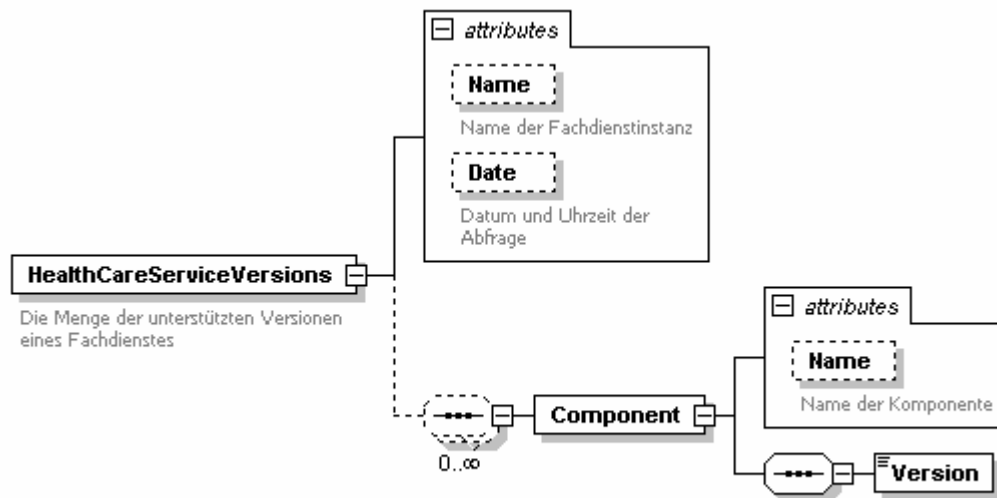 attributes
Name
Name der Fachdienstinstanz
Date
Datum und Uhrzeit der
Abfrage
HealthCareServiceVersions
Die Menge der unterstützten Versionen
eines Fachdienstes
attributes
Name
Name der Komponente
Component
0..∞
Version